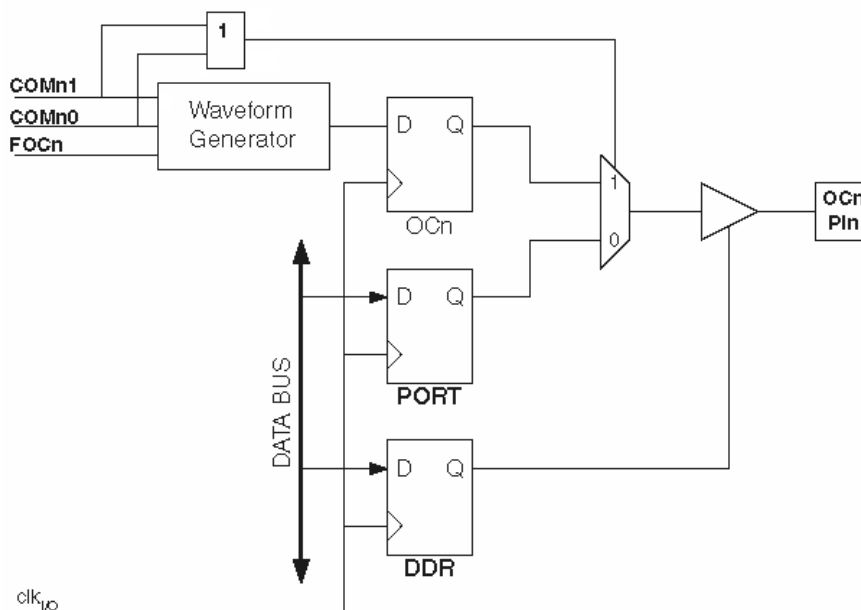 1
COMn1
COMn0
FOCn
Waveform
Generator
D Q
OCn
1
0
OCn
Pin
D Q
PORT
DATA BUS
D Q
DDR
clkI/O